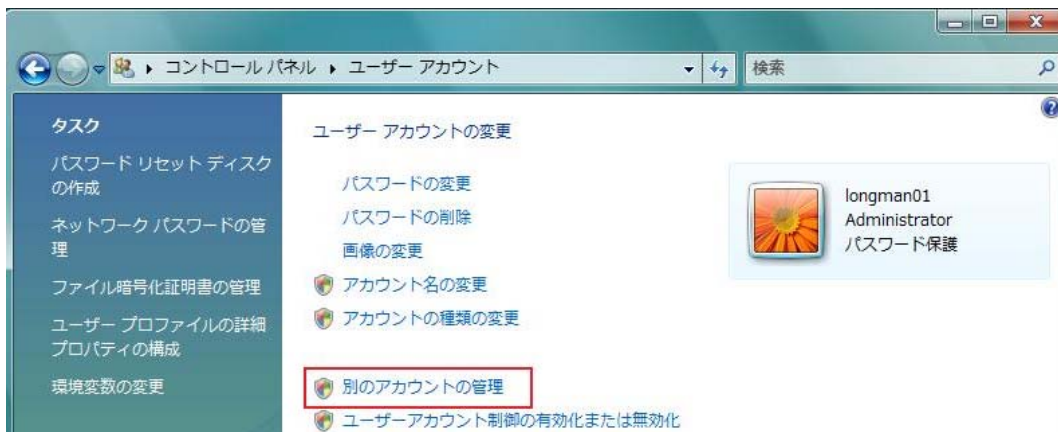 コントロール パネル ユーザー アカウント
検索
タスク
パスワード リセット ディスク
の作成
ネットワーク パスワードの管
理
ファイル暗号化証明書の管理
ユーザー プロファイルの詳細
プロパティの構成
環境変数の変更
ユーザー アカウントの変更
パスワードの変更
パスワードの削除
画像の変更
アカウント名の変更
アカウントの種類の変更
別のアカウントの管理
ユーザーアカウント制御の有効化または無効化
longman01
Administrator
パスワード保護